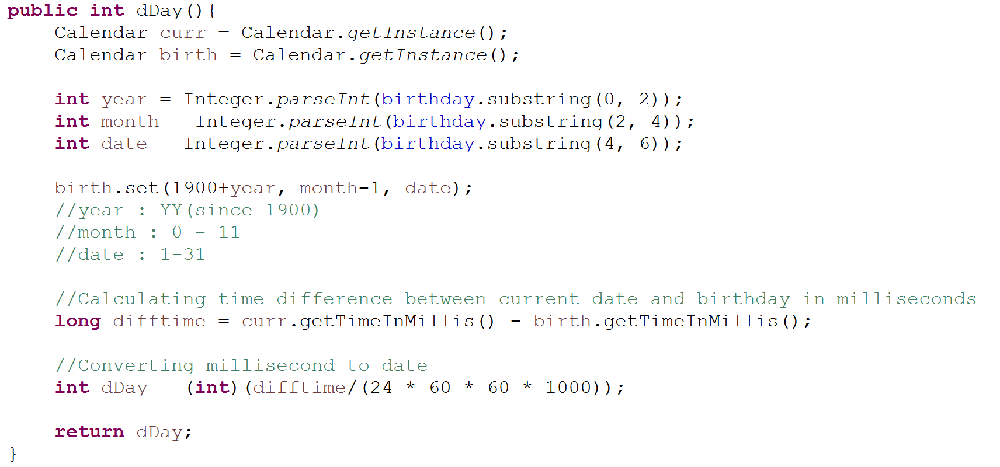 public int dDay(){
Calendar curr = Calendar.getInstance();
Calendar birth = Calendar.getInstance();
int year = Integer.parseInt(birthday.substring(0, 2));
int month = Integer.parseInt(birthday.substring(2, 4));
int date = Integer.parseInt(birthday.substring(4, 6));
birth.set(1900+year, month-1, date);
//year : YY(since 1900)
//month : 0 - 11
//date : 1-31
//Calculating time difference between current date and birthday in milliseconds
long difftime = curr.getTimeInMillis() - birth.getTimeInMillis();
//Converting millisecond to date
int dDay = (int)(difftime/(24 * 60 * 60 * 1000));
return dDay;
}